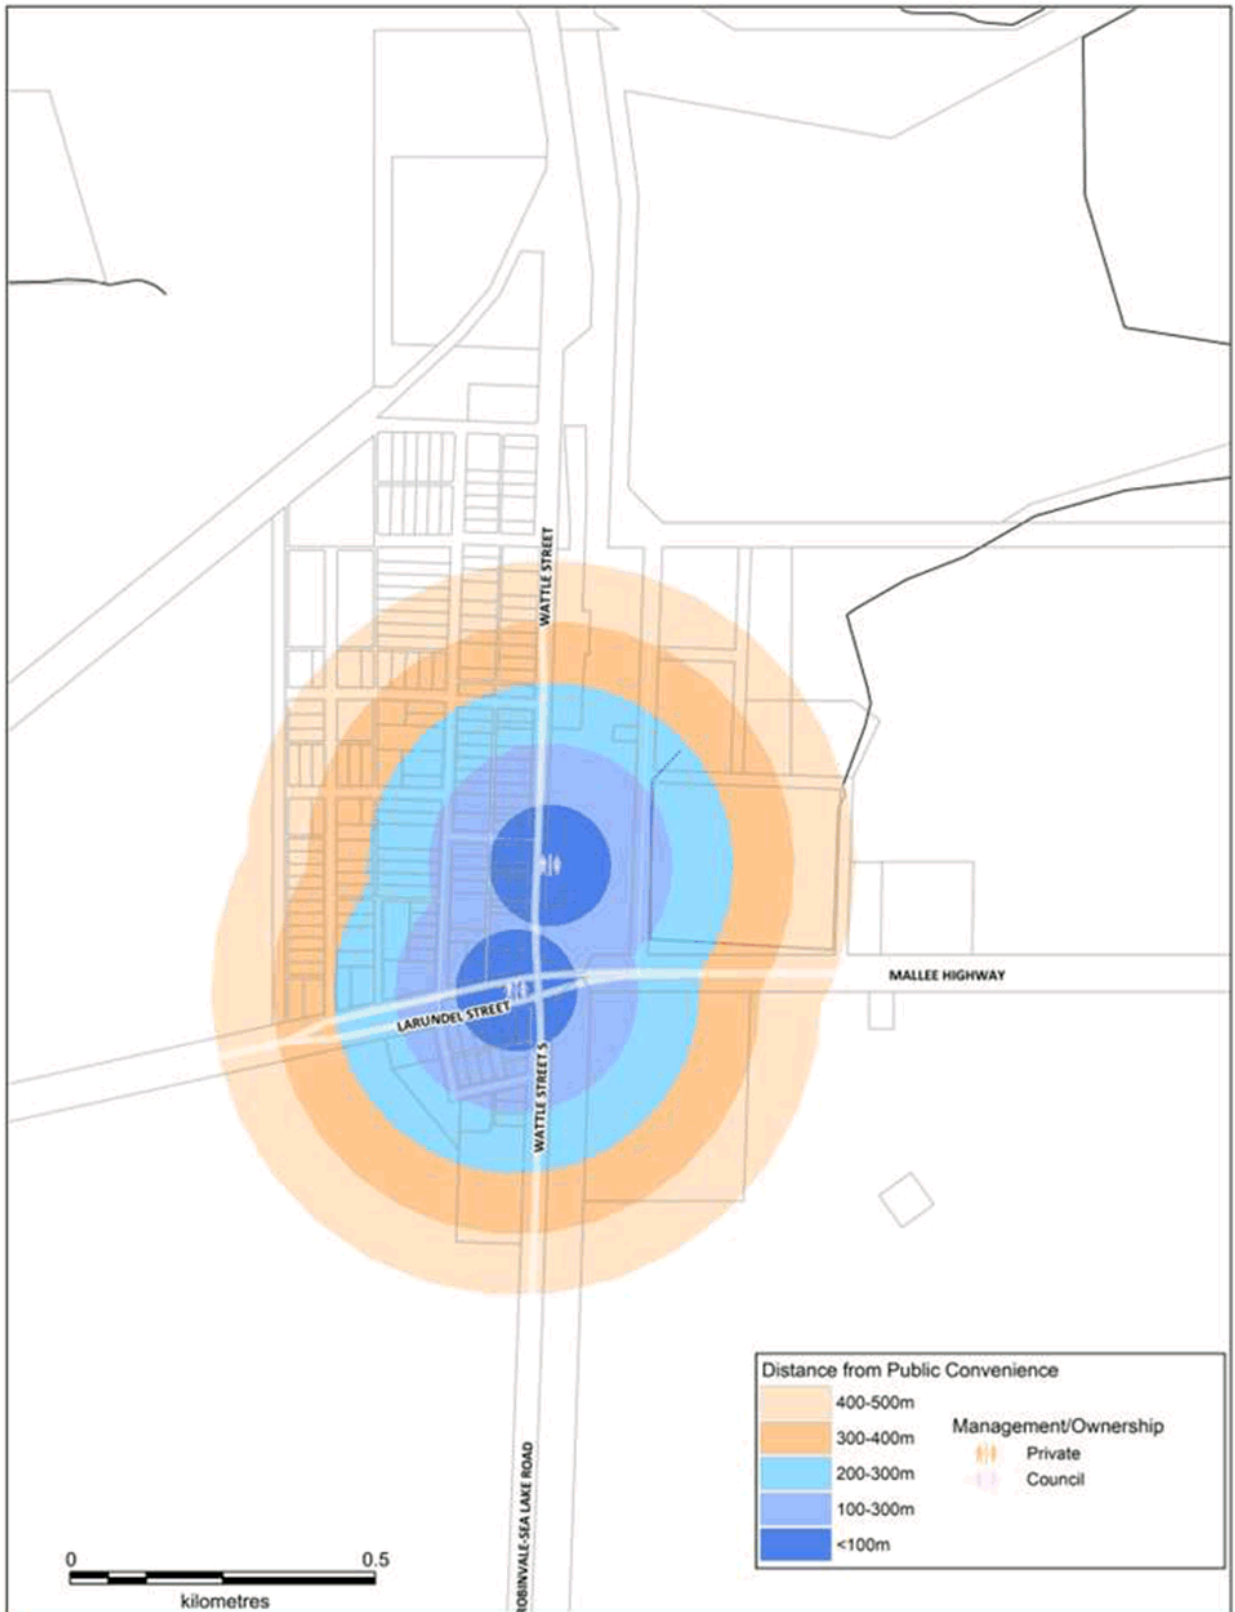 WATTLE STREET
MALLEE HIGHWAY
LARUNDEL STREET
WATTLE STREET S
ROBINVALE-SEA LAKE ROAD
Distance from Public Convenience
400-500m
300-400m
200-300m
100-300m
<100m
Management/Ownership
Private
Council
0 0.5
kilometres